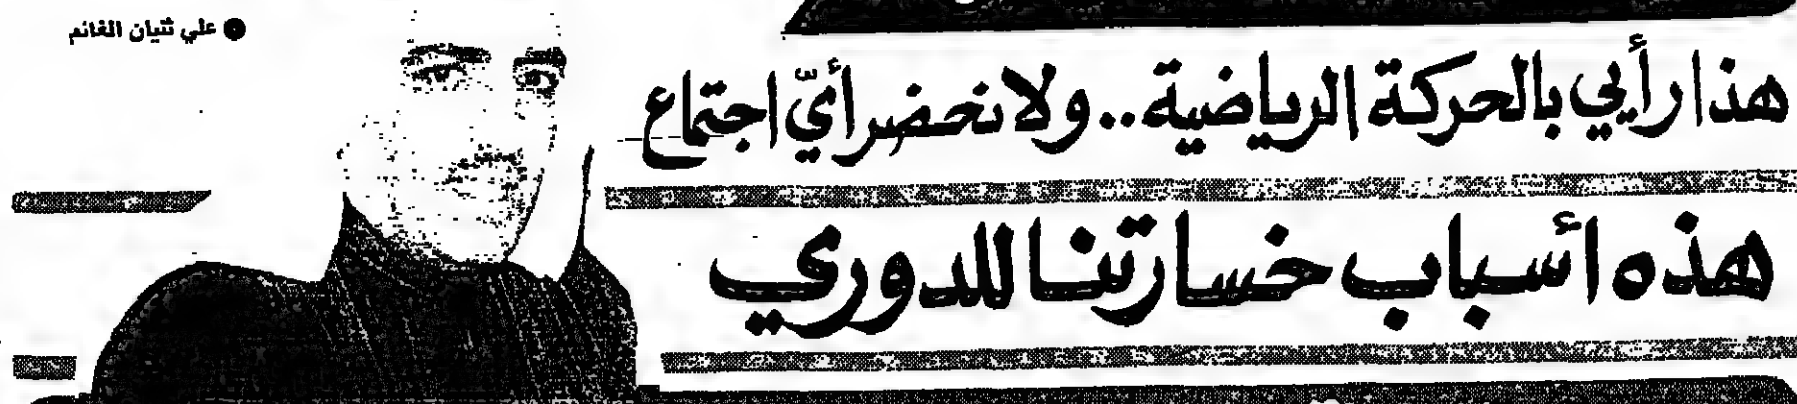 ● علي ثنيان الغانم
هذا رأيي بالحركة الرياضية.. ولا نحضر أيّ اجتماع
هذه أسباب خسارتنا للدوري